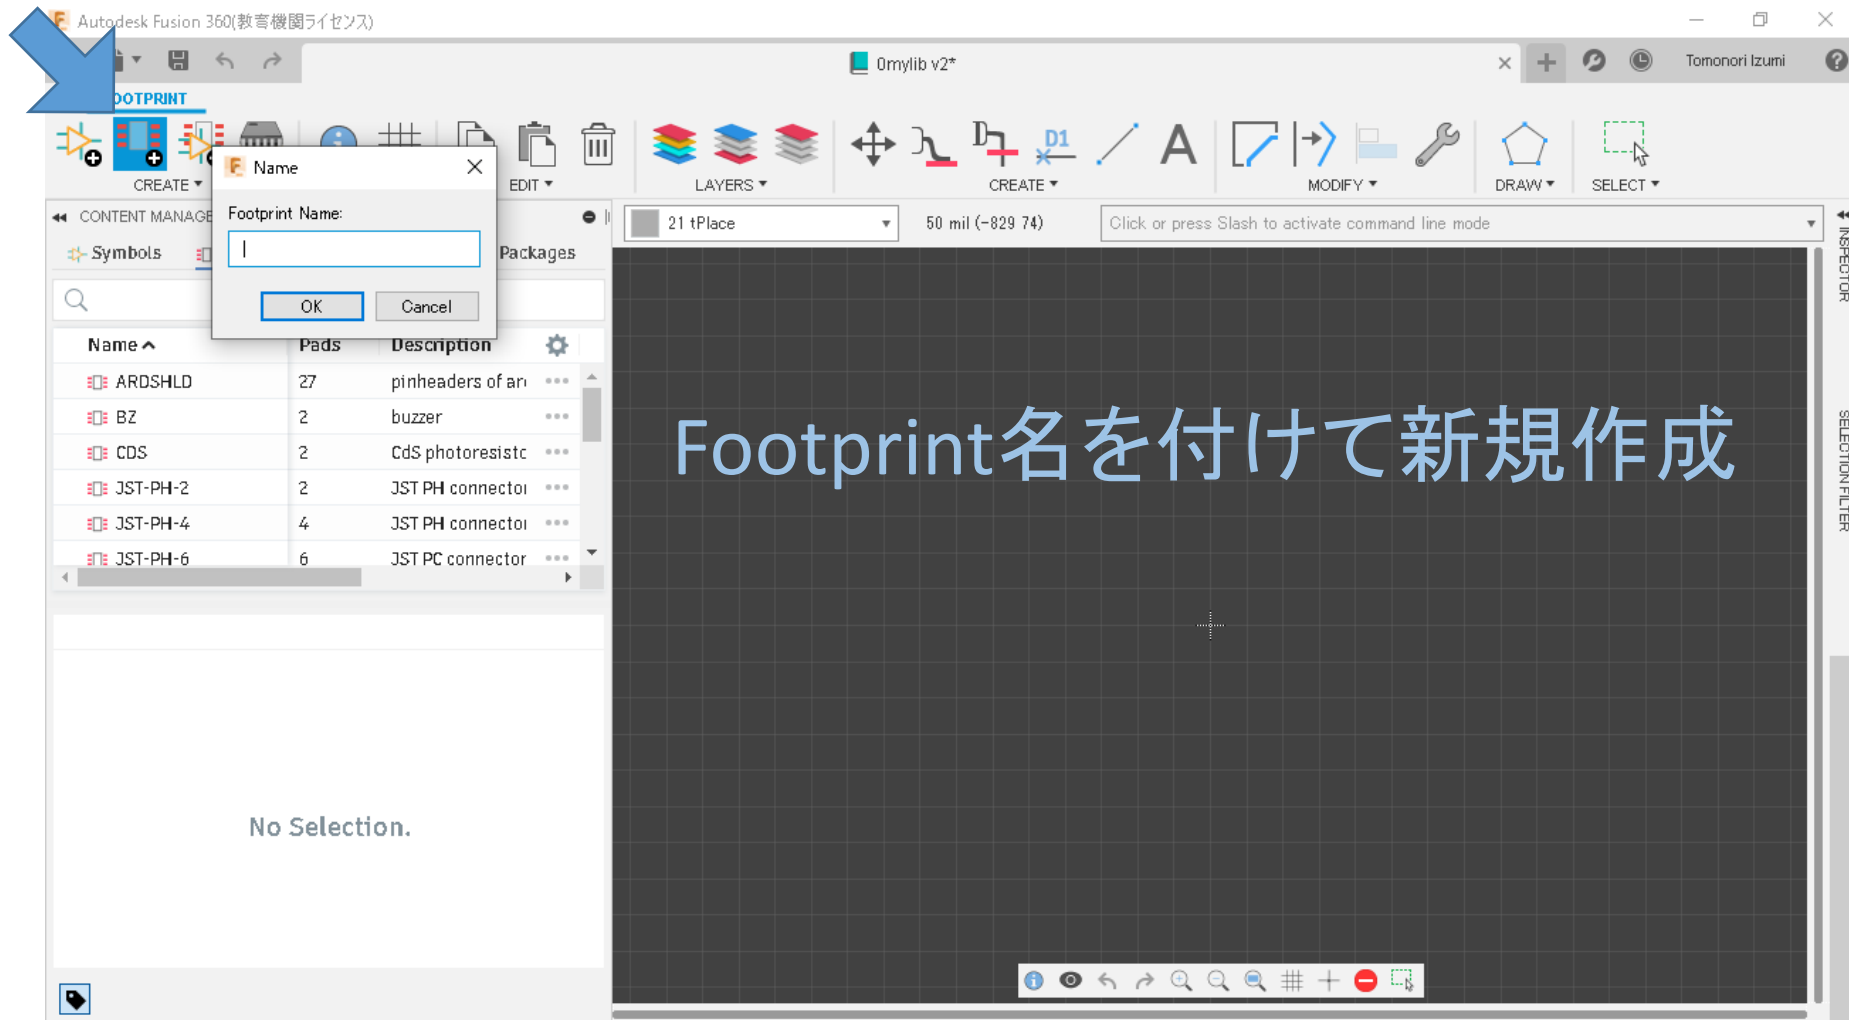 Autodesk Fusion 360(教育機関ライセンス)
0mylib v2*
Tomonori Izumi
OOTPRINT
CREATE
EDIT
LAYERS
CREATE
MODIFY
DRAW
SELECT
D1
A
Name
Footprint Name:
OK
Cancel
CONTENT MANAGE
Symbols
Packages
21 tPlace
50 mil (-829 74)
Click or press Slash to activate command line mode
INSPECTOR
SELECTION FILTER
Name Pads Description
ARDSHLD 27 pinheaders of ar
BZ 2 buzzer
CDS 2 CdS photoresisto
JST-PH-2 2 JST PH connector
JST-PH-4 4 JST PH connector
JST-PH-6 6 JST PC connector
Footprint名を付けて新規作成
No Selection.